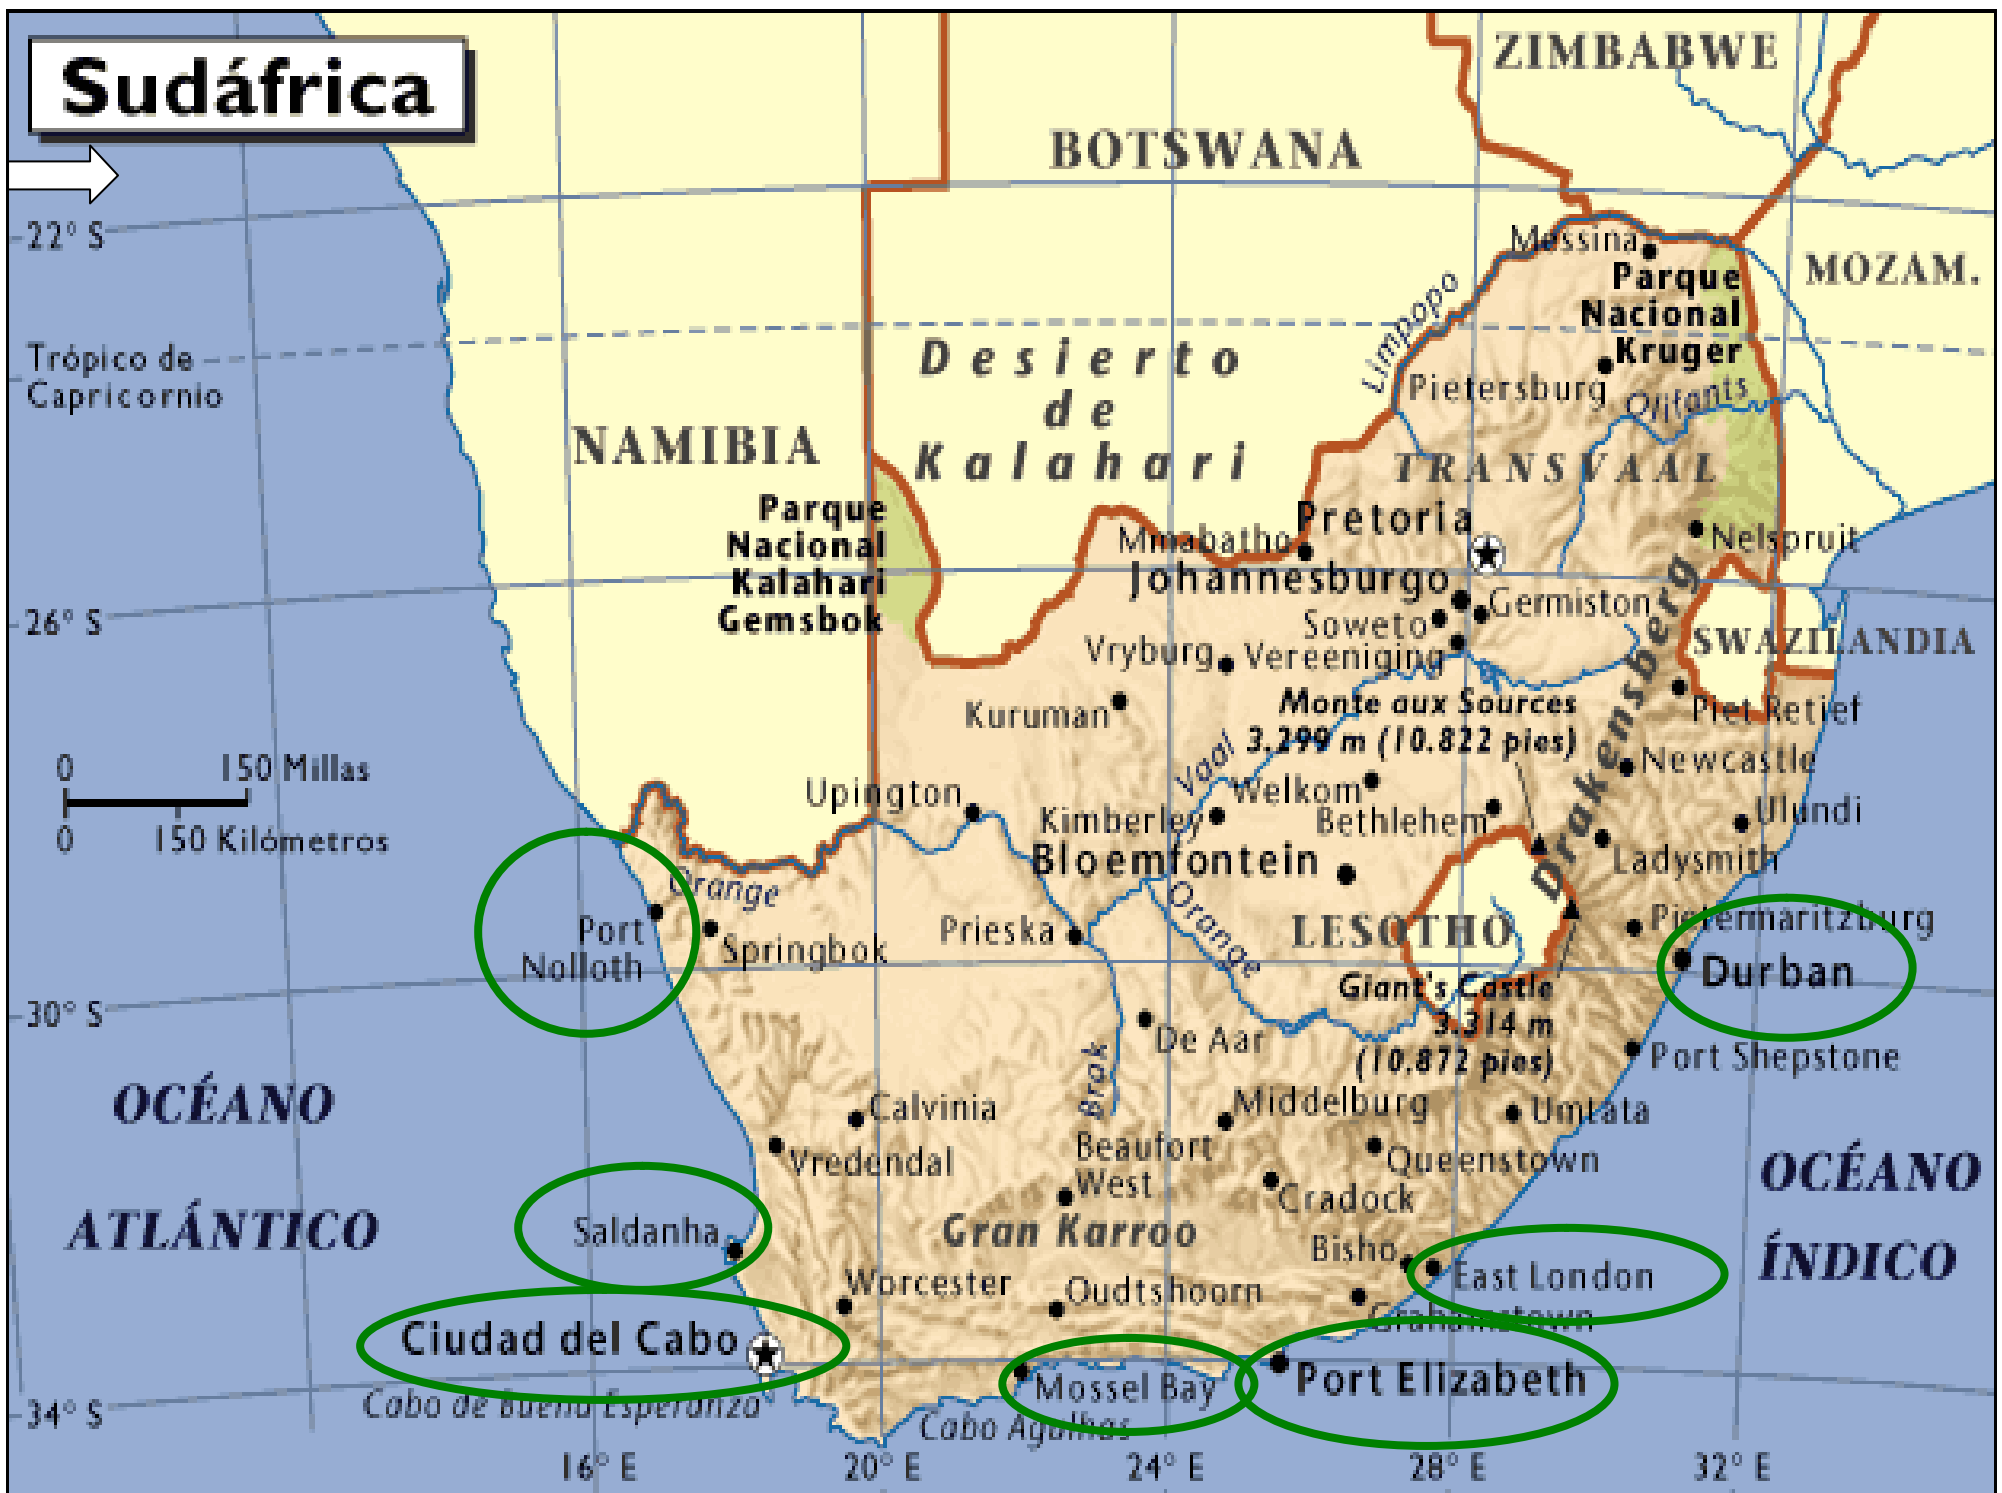 Sudáfrica
ZIMBABWE
BOTSWANA
22° S
Messina
MOZAM.
Parque
Nacional
Kruger
Limpopo
Trópico de
Capricornio
Desierto
de
Kalahari
Pietersburg
Olifants
NAMIBIA
TRANSVAAL
Parque
Nacional
Kalahari
Gemsbok
Pretoria
Mmabatho
Nelspruit
Johannesburgo
Germiston
26° S
Soweto
SWAZILANDIA
Vryburg
Vereeniging
Drakensberg
Kuruman
Monte aux Sources
3.299 m (10.822 pies)
Piet Retief
Vaal
Newcastle
0 150 Millas
0 150 Kilómetros
Upington
Welkom
Kimberley
Bethlehem
Ulundi
Bloemfontein
Ladysmith
Orange
Orange
Port
Nolloth
Springbok
Prieska
LESOTHO
Pietermaritzburg
Durban
Giant's Castle
3.314 m
(10.872 pies)
30° S
De Aar
Port Shepstone
Brak
OCÉANO
ATLÁNTICO
Calvinia
Middelburg
Umtata
Vredendal
Beaufort
West
Queenstown
OCÉANO
ÍNDICO
Cradock
Saldanha
Gran Karroo
Bisho
East London
Worcester
Oudtshoorn
Grahamstown
Ciudad del Cabo
Mossel Bay
Port Elizabeth
Cabo de Buena Esperanza
Cabo Agulhas
34° S
16° E 20° E 24° E 28° E 32° E